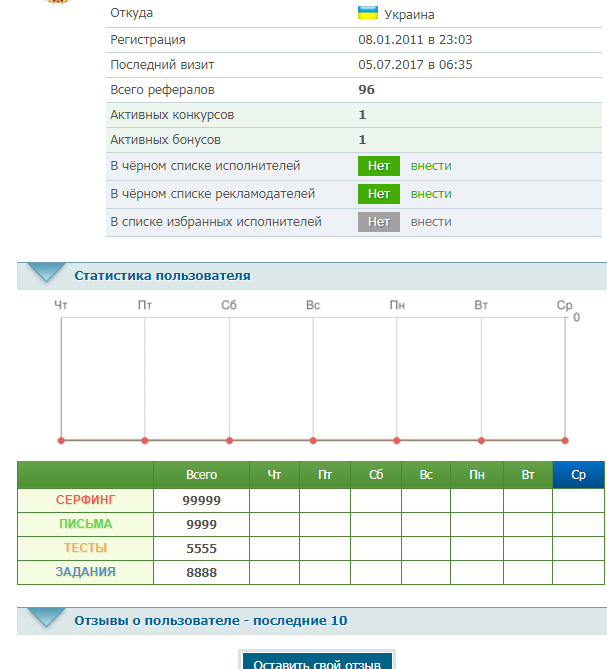 Откуда Украина
Регистрация 08.01.2011 в 23:03
Последний визит 05.07.2017 в 06:35
Всего рефералов 96
Активных конкурсов 1
Активных бонусов 1
В чёрном списке исполнителей Нет внести
В чёрном списке рекламодателей Нет внести
В списке избранных исполнителей Нет внести
Статистика пользователя
Чт Пт Сб Вс Пн Вт Ср
0
Всего Чт Пт Сб Вс Пн Вт Ср
СЕРФИНГ 99999
ПИСЬМА 9999
ТЕСТЫ 5555
ЗАДАНИЯ 8888
Отзывы о пользователе - последние 10
Оставить свой отзыв